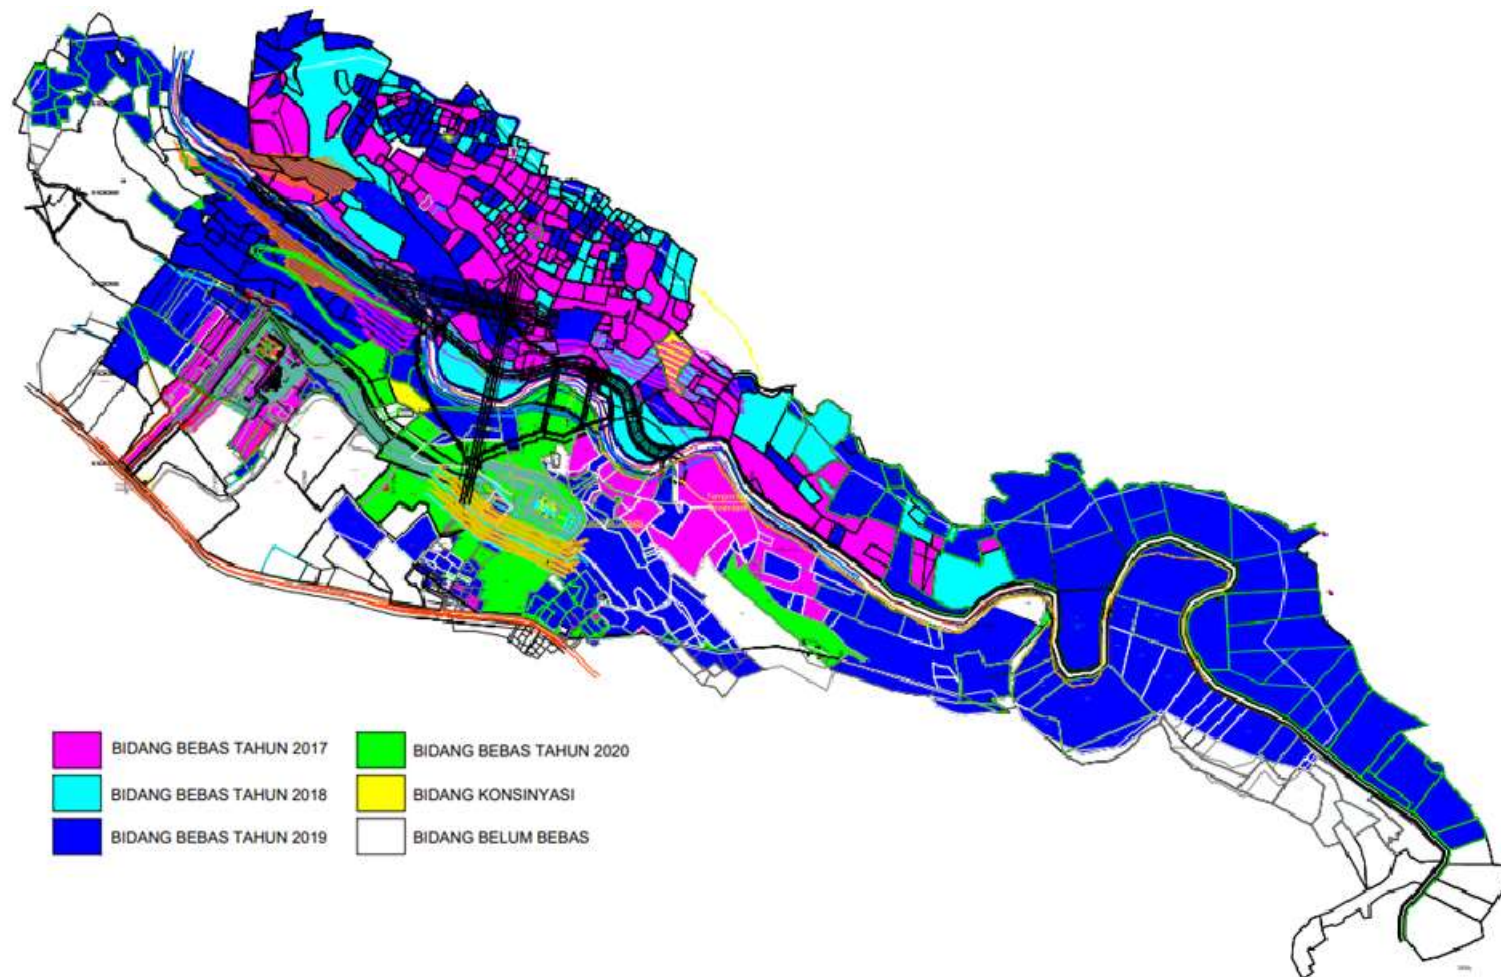 BIDANG BEBAS TAHUN 2017
BIDANG BEBAS TAHUN 2018
BIDANG BEBAS TAHUN 2019
BIDANG BEBAS TAHUN 2020
BIDANG KONSINYASI
BIDANG BELUM BEBAS